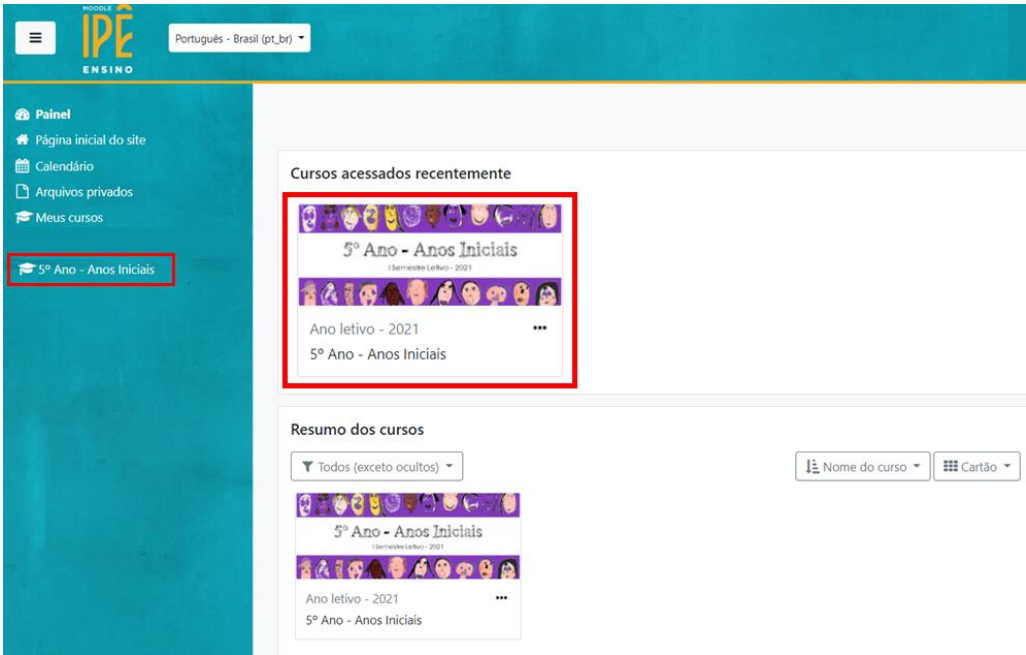 MOODLE
IPÊ
ENSINO
Português - Brasil (pt_br)
Painel
Página inicial do site
Calendário
Arquivos privados
Meus cursos
5º Ano - Anos Iniciais
Cursos acessados recentemente
5° Ano - Anos Iniciais
I Semestre Letivo - 2021
Ano letivo - 2021
5º Ano - Anos Iniciais
Resumo dos cursos
Todos (exceto ocultos)
Nome do curso
Cartão
5° Ano - Anos Iniciais
I Semestre Letivo - 2021
Ano letivo - 2021
5º Ano - Anos Iniciais